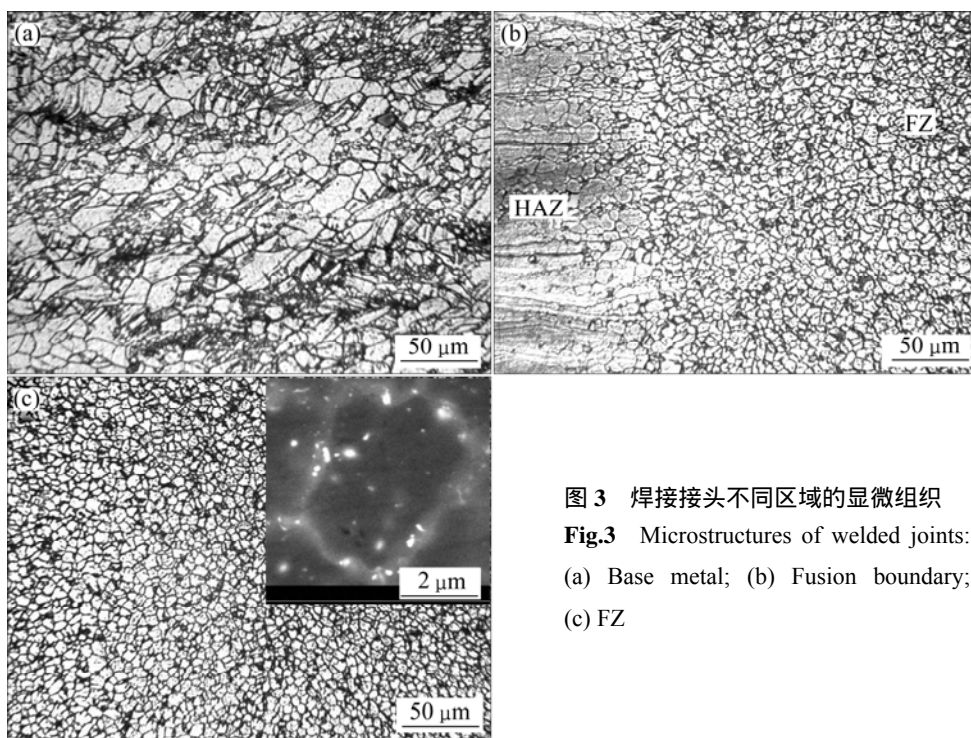 (a)
50 μm
(b)
FZ
HAZ
50 μm
(c)
2 μm
50 μm
图 3 焊接接头不同区域的显微组织
Fig.3 Microstructures of welded joints:
(a) Base metal; (b) Fusion boundary;
(c) FZ